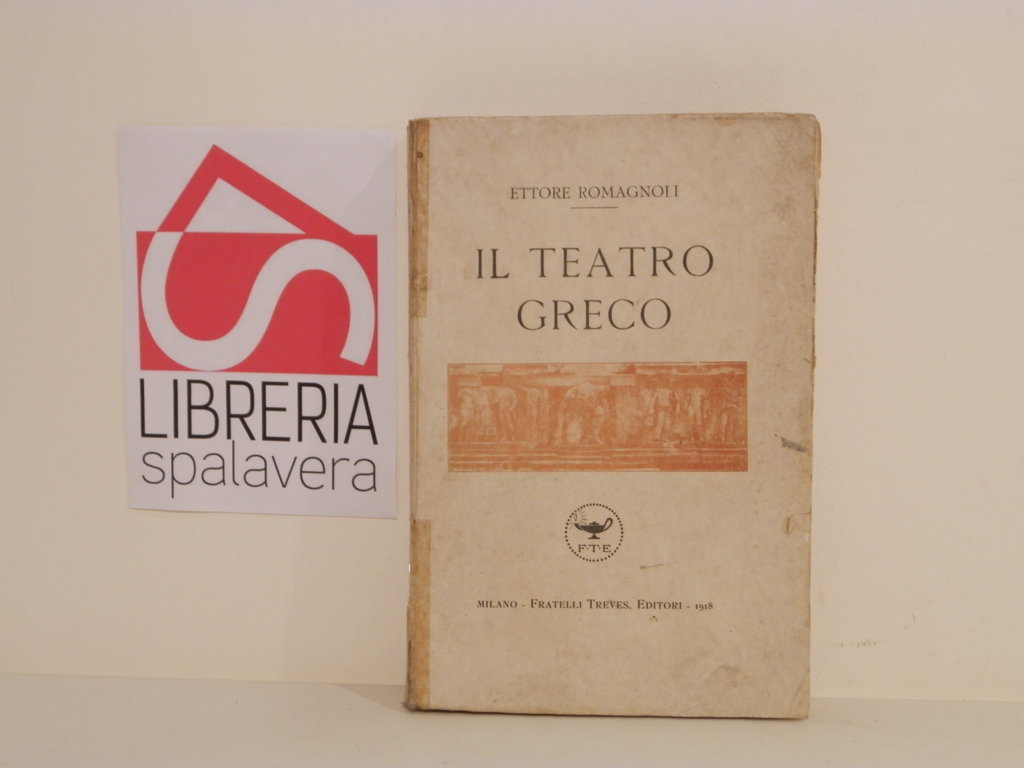 LIBRERIA
spalavera
ETTORE ROMAGNOLI
IL TEATRO
GRECO
F·T·E
MILANO - FRATELLI TREVES, EDITORI - 1918